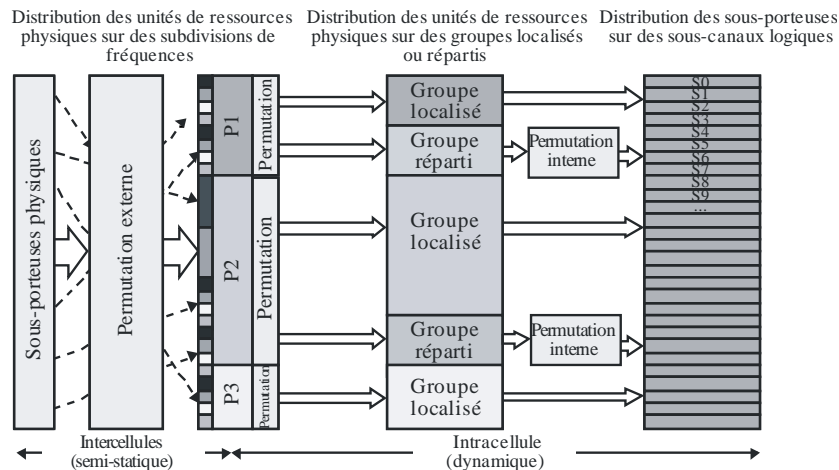 Distribution des unités de ressources
physiques sur des subdivisions de
fréquences
Distribution des unités de ressources
physiques sur des groupes localisés
ou répartis
Distribution des sous-porteuses
sur des sous-canaux logiques
Sous-porteuses physiques
Permutation externe
P1
Permutation
P2
Permutation
P3
Permutation
Groupe
localisé
Groupe
réparti
Permutation
interne
Groupe
localisé
Groupe
réparti
Permutation
interne
Groupe
localisé
S0
S1
S2
S3
S4
S5
S6
S7
S8
S9
...
Intercellules
(semi-statique)
Intracellule
(dynamique)